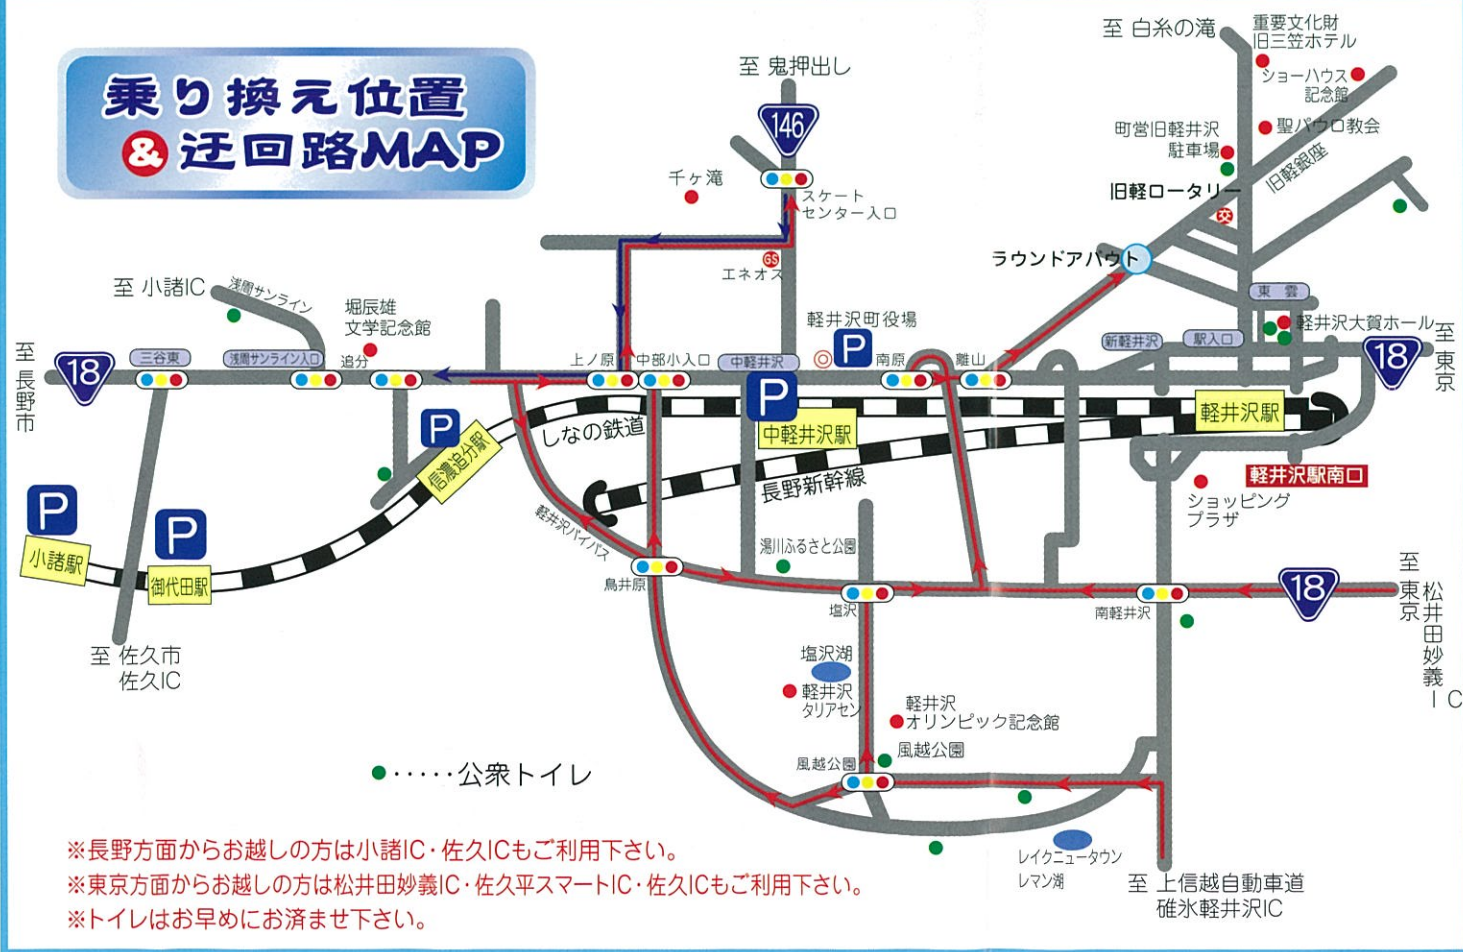 乗り換え位置
&迂回路MAP
至 鬼押出し
146
千ヶ滝
スケート
センター入口
エネオス
GS
至 白糸の滝
重要文化財
旧三笠ホテル
ショーハウス
記念館
町営旧軽井沢
駐車場
聖パウロ教会
旧軽銀座
旧軽ロータリー
交
ラウンドアバウト
東雲
軽井沢大賀ホール
至 東京
18
至 小諸IC
浅間サンライン
堀辰雄
文学記念館
至 長野市
18
三谷東
浅間サンライン入口
追分
上ノ原
中部小入口
中軽井沢
軽井沢町役場
◎
P
南原
離山
新軽井沢
駅入口
P
中軽井沢駅
軽井沢駅
しなの鉄道
長野新幹線
P
信濃追分駅
軽井沢駅南口
ショッピング
プラザ
P
小諸駅
P
御代田駅
軽井沢バイパス
鳥井原
湯川ふるさと公園
塩沢
南軽井沢
18
至 東京
松井田妙義IC
至 佐久市
佐久IC
塩沢湖
軽井沢
タリアセン
軽井沢
オリンピック記念館
風越公園
風越公園
レイクニュータウン
レマン湖
至 上信越自動車道
碓氷軽井沢IC
●‥‥‥公衆トイレ
※長野方面からお越しの方は小諸IC・佐久ICもご利用下さい。
※東京方面からお越しの方は松井田妙義IC・佐久平スマートIC・佐久ICもご利用下さい。
※トイレはお早めにお済ませ下さい。